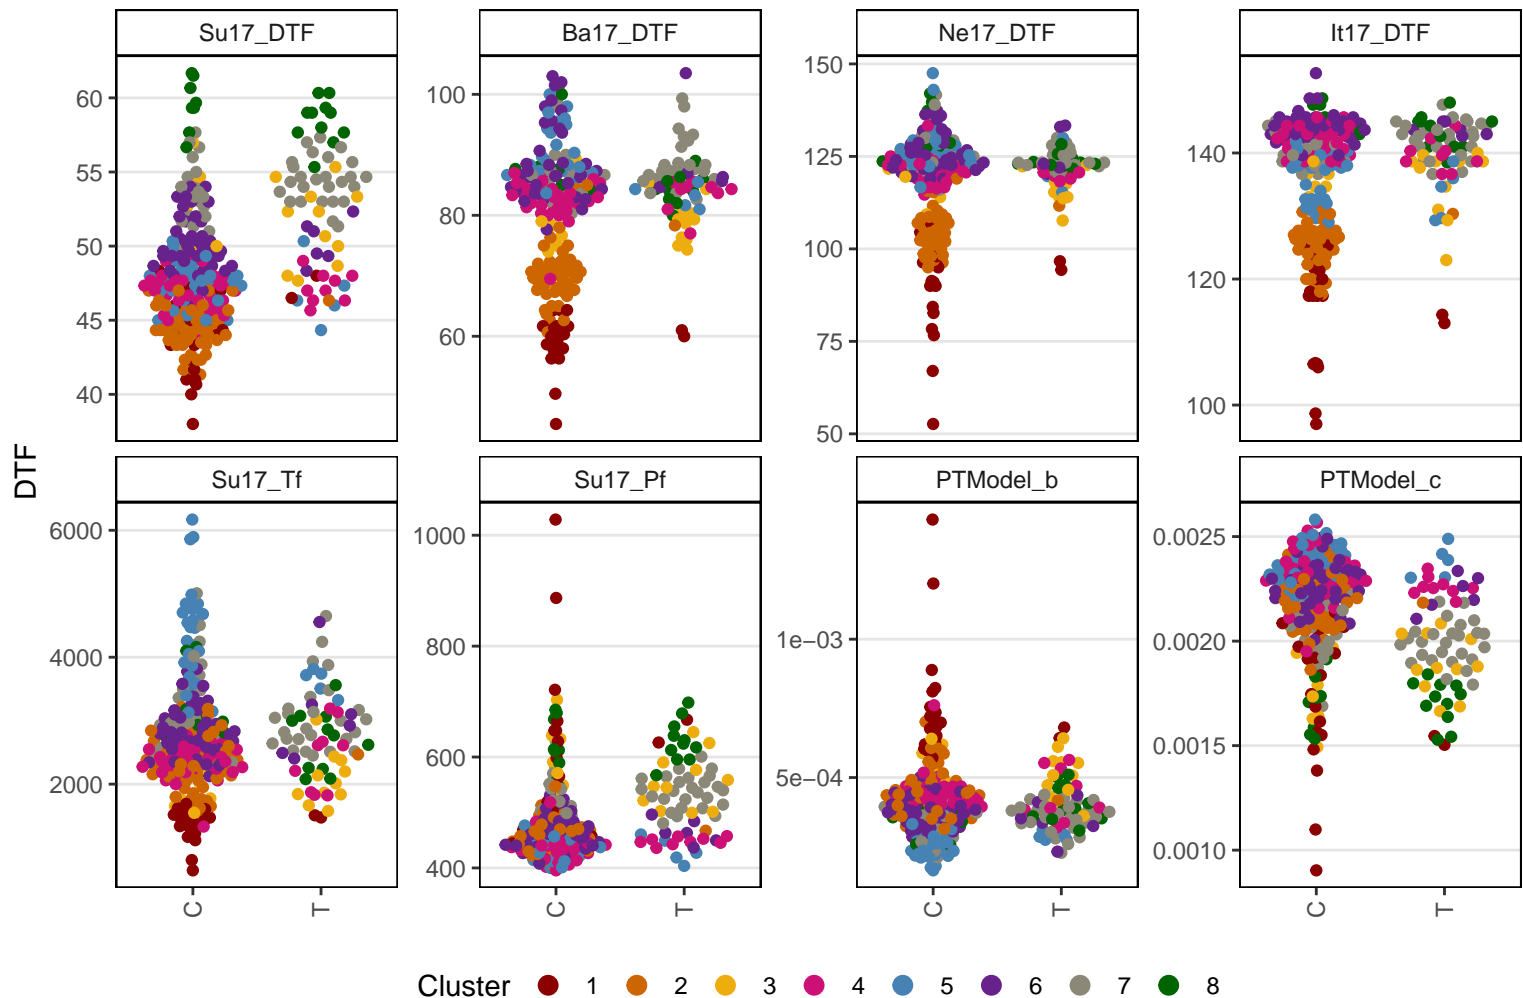 Su17_DTF
Ba17_DTF
Ne17_DTF
It17_DTF
60
55
50
45
40
100
80
60
150
125
100
75
50
140
120
100
DTF
Su17_Tf
Su17_Pf
PTModel_b
PTModel_c
6000
4000
2000
1000
800
600
400
1e−03
5e−04
0.0025
0.0020
0.0015
0.0010
C T
C T
C T
C T
Cluster 1 2 3 4 5 6 7 8